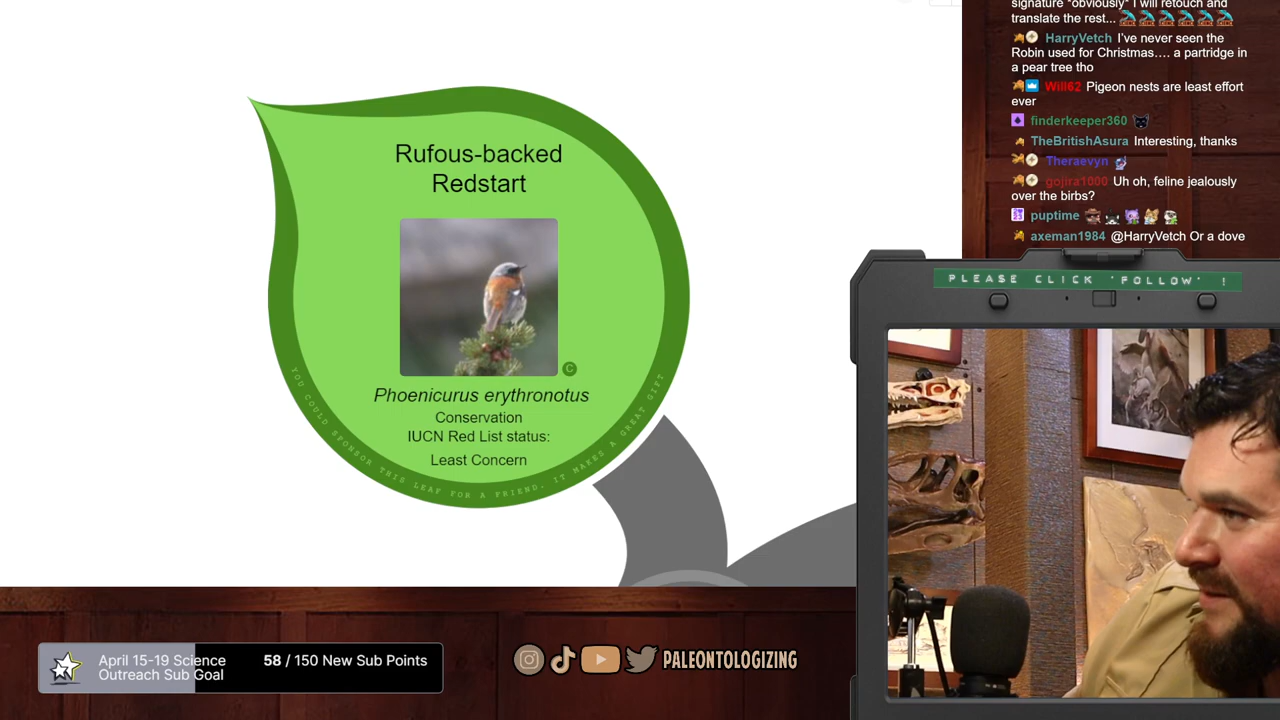 signature *obviously* I will retouch and
translate the rest...
HarryVetch I've never seen the
Robin used for Christmas.... a partridge in
a pear tree tho
Will62 Pigeon nests are least effort
ever
finderkeeper360
TheBritishAsura Interesting, thanks
Theraevyn
gojira1000 Uh oh, feline jealously
over the birbs?
puptime
axeman1984 @HarryVetch Or a dove
PLEASE CLICK "FOLLOW" !
Rufous-backed
Redstart
C
Phoenicurus erythronotus
Conservation
IUCN Red List status:
Least Concern
YOU COULD SPONSOR THIS LEAF FOR A FRIEND. IT MAKES A GREAT GIFT
April 15-19 Science
Outreach Sub Goal
58 / 150 New Sub Points
PALEONTOLOGIZING